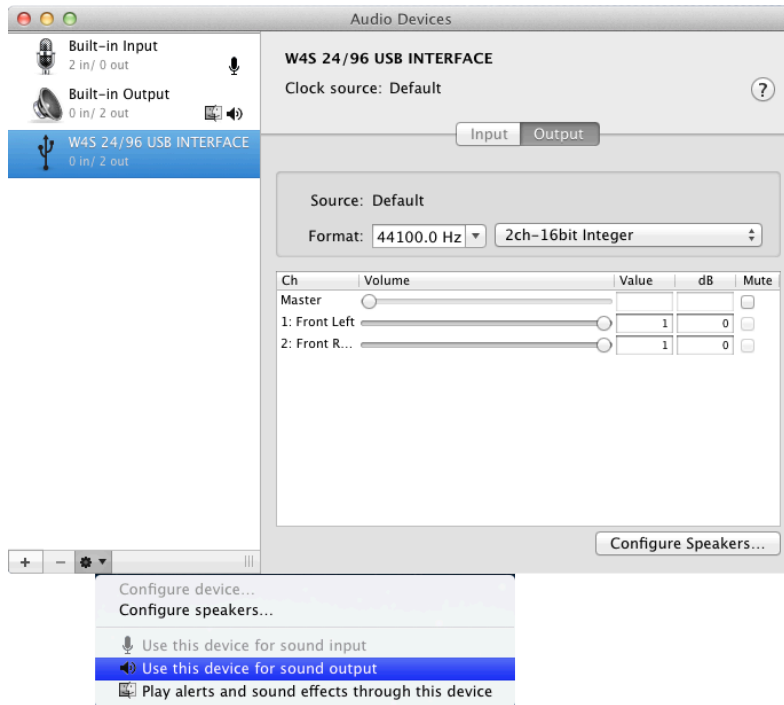 Audio Devices
Built-in Input
2 in/ 0 out
Built-in Output
0 in/ 2 out
W4S 24/96 USB INTERFACE
0 in/ 2 out
W4S 24/96 USB INTERFACE
Clock source: Default
?
Input Output
Source: Default
Format: 44100.0 Hz 2ch-16bit Integer
Ch Volume Value dB Mute
Master
1: Front Left 1 0
2: Front R... 1 0
Configure Speakers...
+ −
Configure device...
Configure speakers...
Use this device for sound input
Use this device for sound output
Play alerts and sound effects through this device